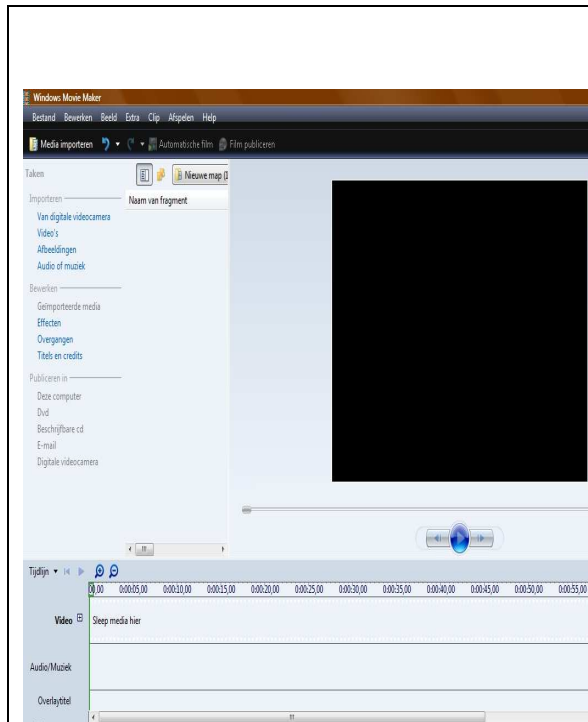 Windows Movie Maker
Bestand Bewerken Beeld Extra Clip Afspelen Help
Media importeren Automatische film Film publiceren
Taken
Nieuwe map (1
Importeren
Naam van fragment
Van digitale videocamera
Video's
Afbeeldingen
Audio of muziek
Bewerken
Geïmporteerde media
Effecten
Overgangen
Titels en credits
Publiceren in
Deze computer
Dvd
Beschrijfbare cd
E-mail
Digitale videocamera
Tijdlijn
00,00 0:00:05,00 0:00:10,00 0:00:15,00 0:00:20,00 0:00:25,00 0:00:30,00 0:00:35,00 0:00:40,00 0:00:45,00 0:00:50,00 0:00:55,00
Video Sleep media hier
Audio/Muziek
Overlaytitel